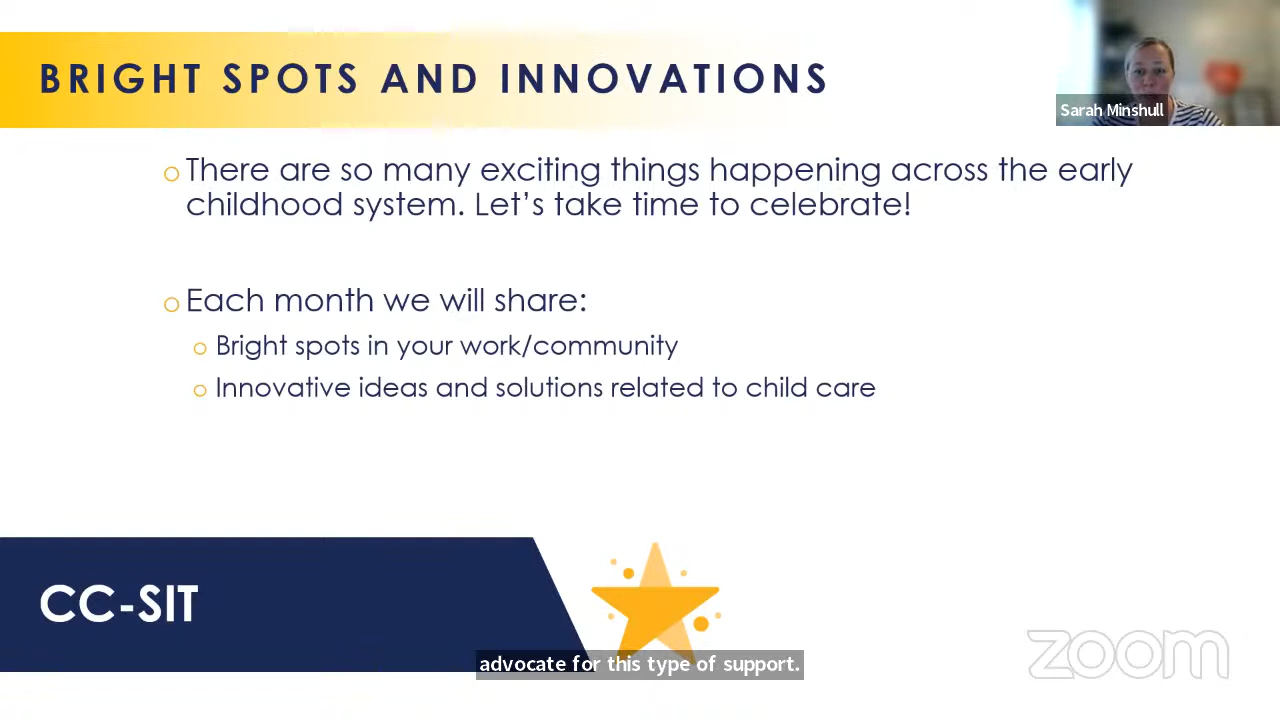 BRIGHT SPOTS AND INNOVATIONS
Sarah Minshull
o There are so many exciting things happening across the early
childhood system. Let’s take time to celebrate!
o Each month we will share:
o Bright spots in your work/community
o Innovative ideas and solutions related to child care
CC-SIT
zoom
advocate for this type of support.